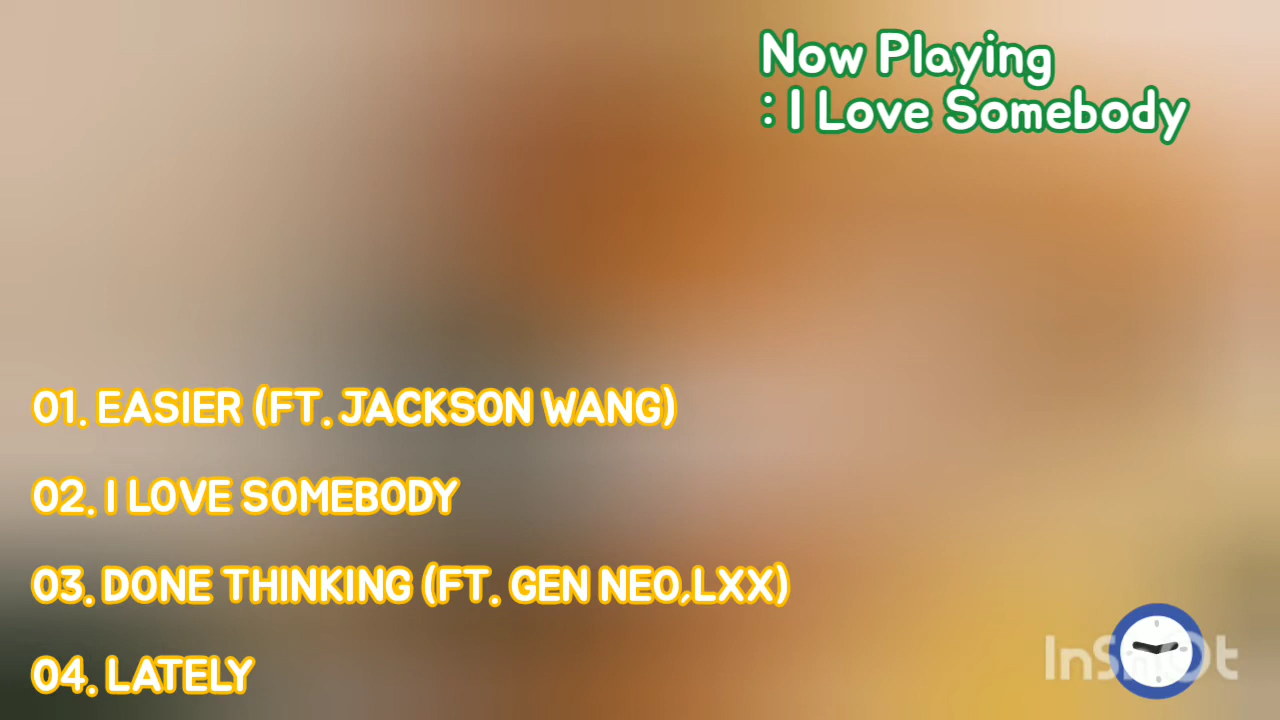 Now Playing
: I Love Somebody
01. EASIER (FT. JACKSON WANG)
02. I LOVE SOMEBODY
03. DONE THINKING (FT. GEN NEO,LXX)
04. LATELY
InShot